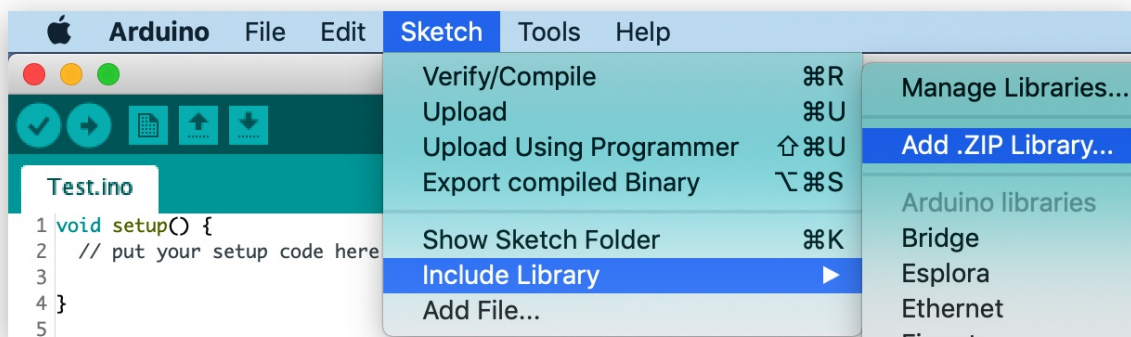 Arduino File Edit Sketch Tools Help
Verify/Compile ⌘R
Upload ⌘U
Upload Using Programmer ⇧⌘U
Export compiled Binary ⌥⌘S
Show Sketch Folder ⌘K
Include Library ▶
Add File...
Manage Libraries...
Add .ZIP Library...
Arduino libraries
Bridge
Esplora
Ethernet
Test.ino
1 void setup() {
2 // put your setup code here
3
4 }
5